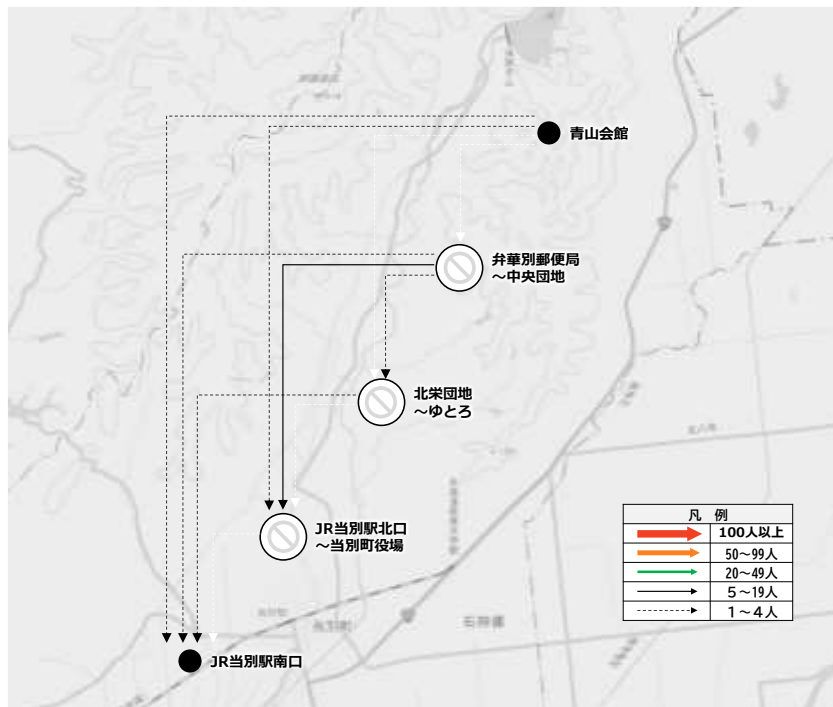 青山会館
弁華別郵便局
～中央団地
北栄団地
～ゆとろ
JR当別駅北口
～当別町役場
JR当別駅南口
凡 例
100人以上
50～99人
20～49人
5～19人
1～4人